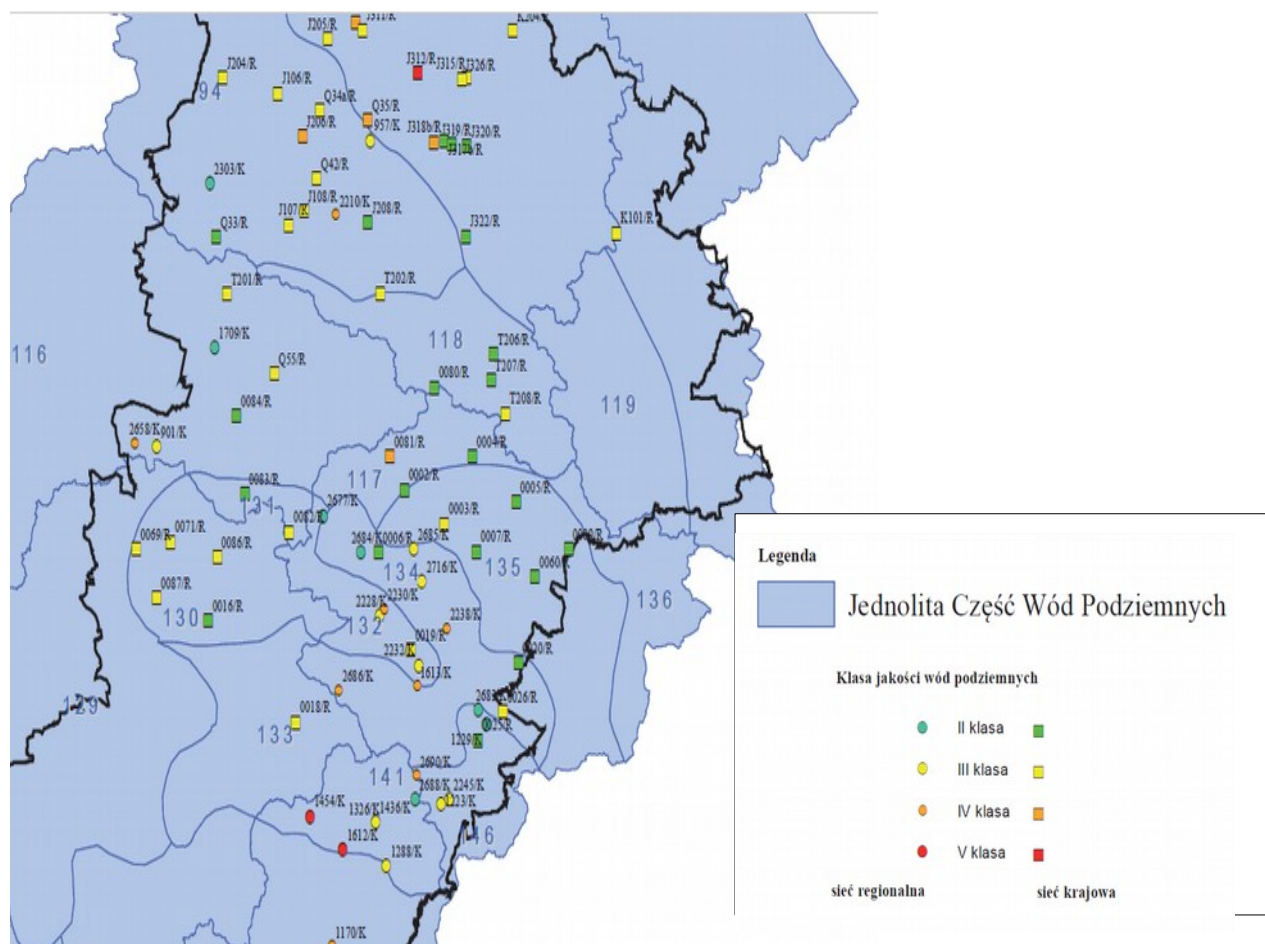 J311/R
K204/R
J205/R
J312/R
J315/R
J326/R
J204/R
94
J106/R
Q34a/R
Q35/R
J206/R
957/K
J318b/R
J319/R
J320/R
2303/K
Q42/R
J108/R
J107/K
2210/K
J208/R
Q33/R
J322/R
K101/R
T201/R
T202/R
116
1709/K
118
T206/R
T207/R
Q55/R
0080/R
T208/R
119
0084/R
2658/K
901/K
0081/R
0004/R
117
0083/R
0002/R
131
2677/K
0005/R
0082/R
0003/R
0069/R
0071/R
0086/R
2684/K
0006/R
2685/K
0007/R
134
2716/K
135
0060/R
136
0087/R
0016/R
130
2228/K
2230/K
132
2238/K
0019/R
2232/K
1613/K
2686/K
129
0018/R
133
0026/R
1229/K
2690/K
141
2688/K
2245/K
1454/K
1326/K
1436/K
146
1612/K
1288/K
1170/K
Legenda
Jednolita Część Wód Podziemnych
Klasa jakości wód podziemnych
II klasa
III klasa
IV klasa
V klasa
sieć regionalna
sieć krajowa